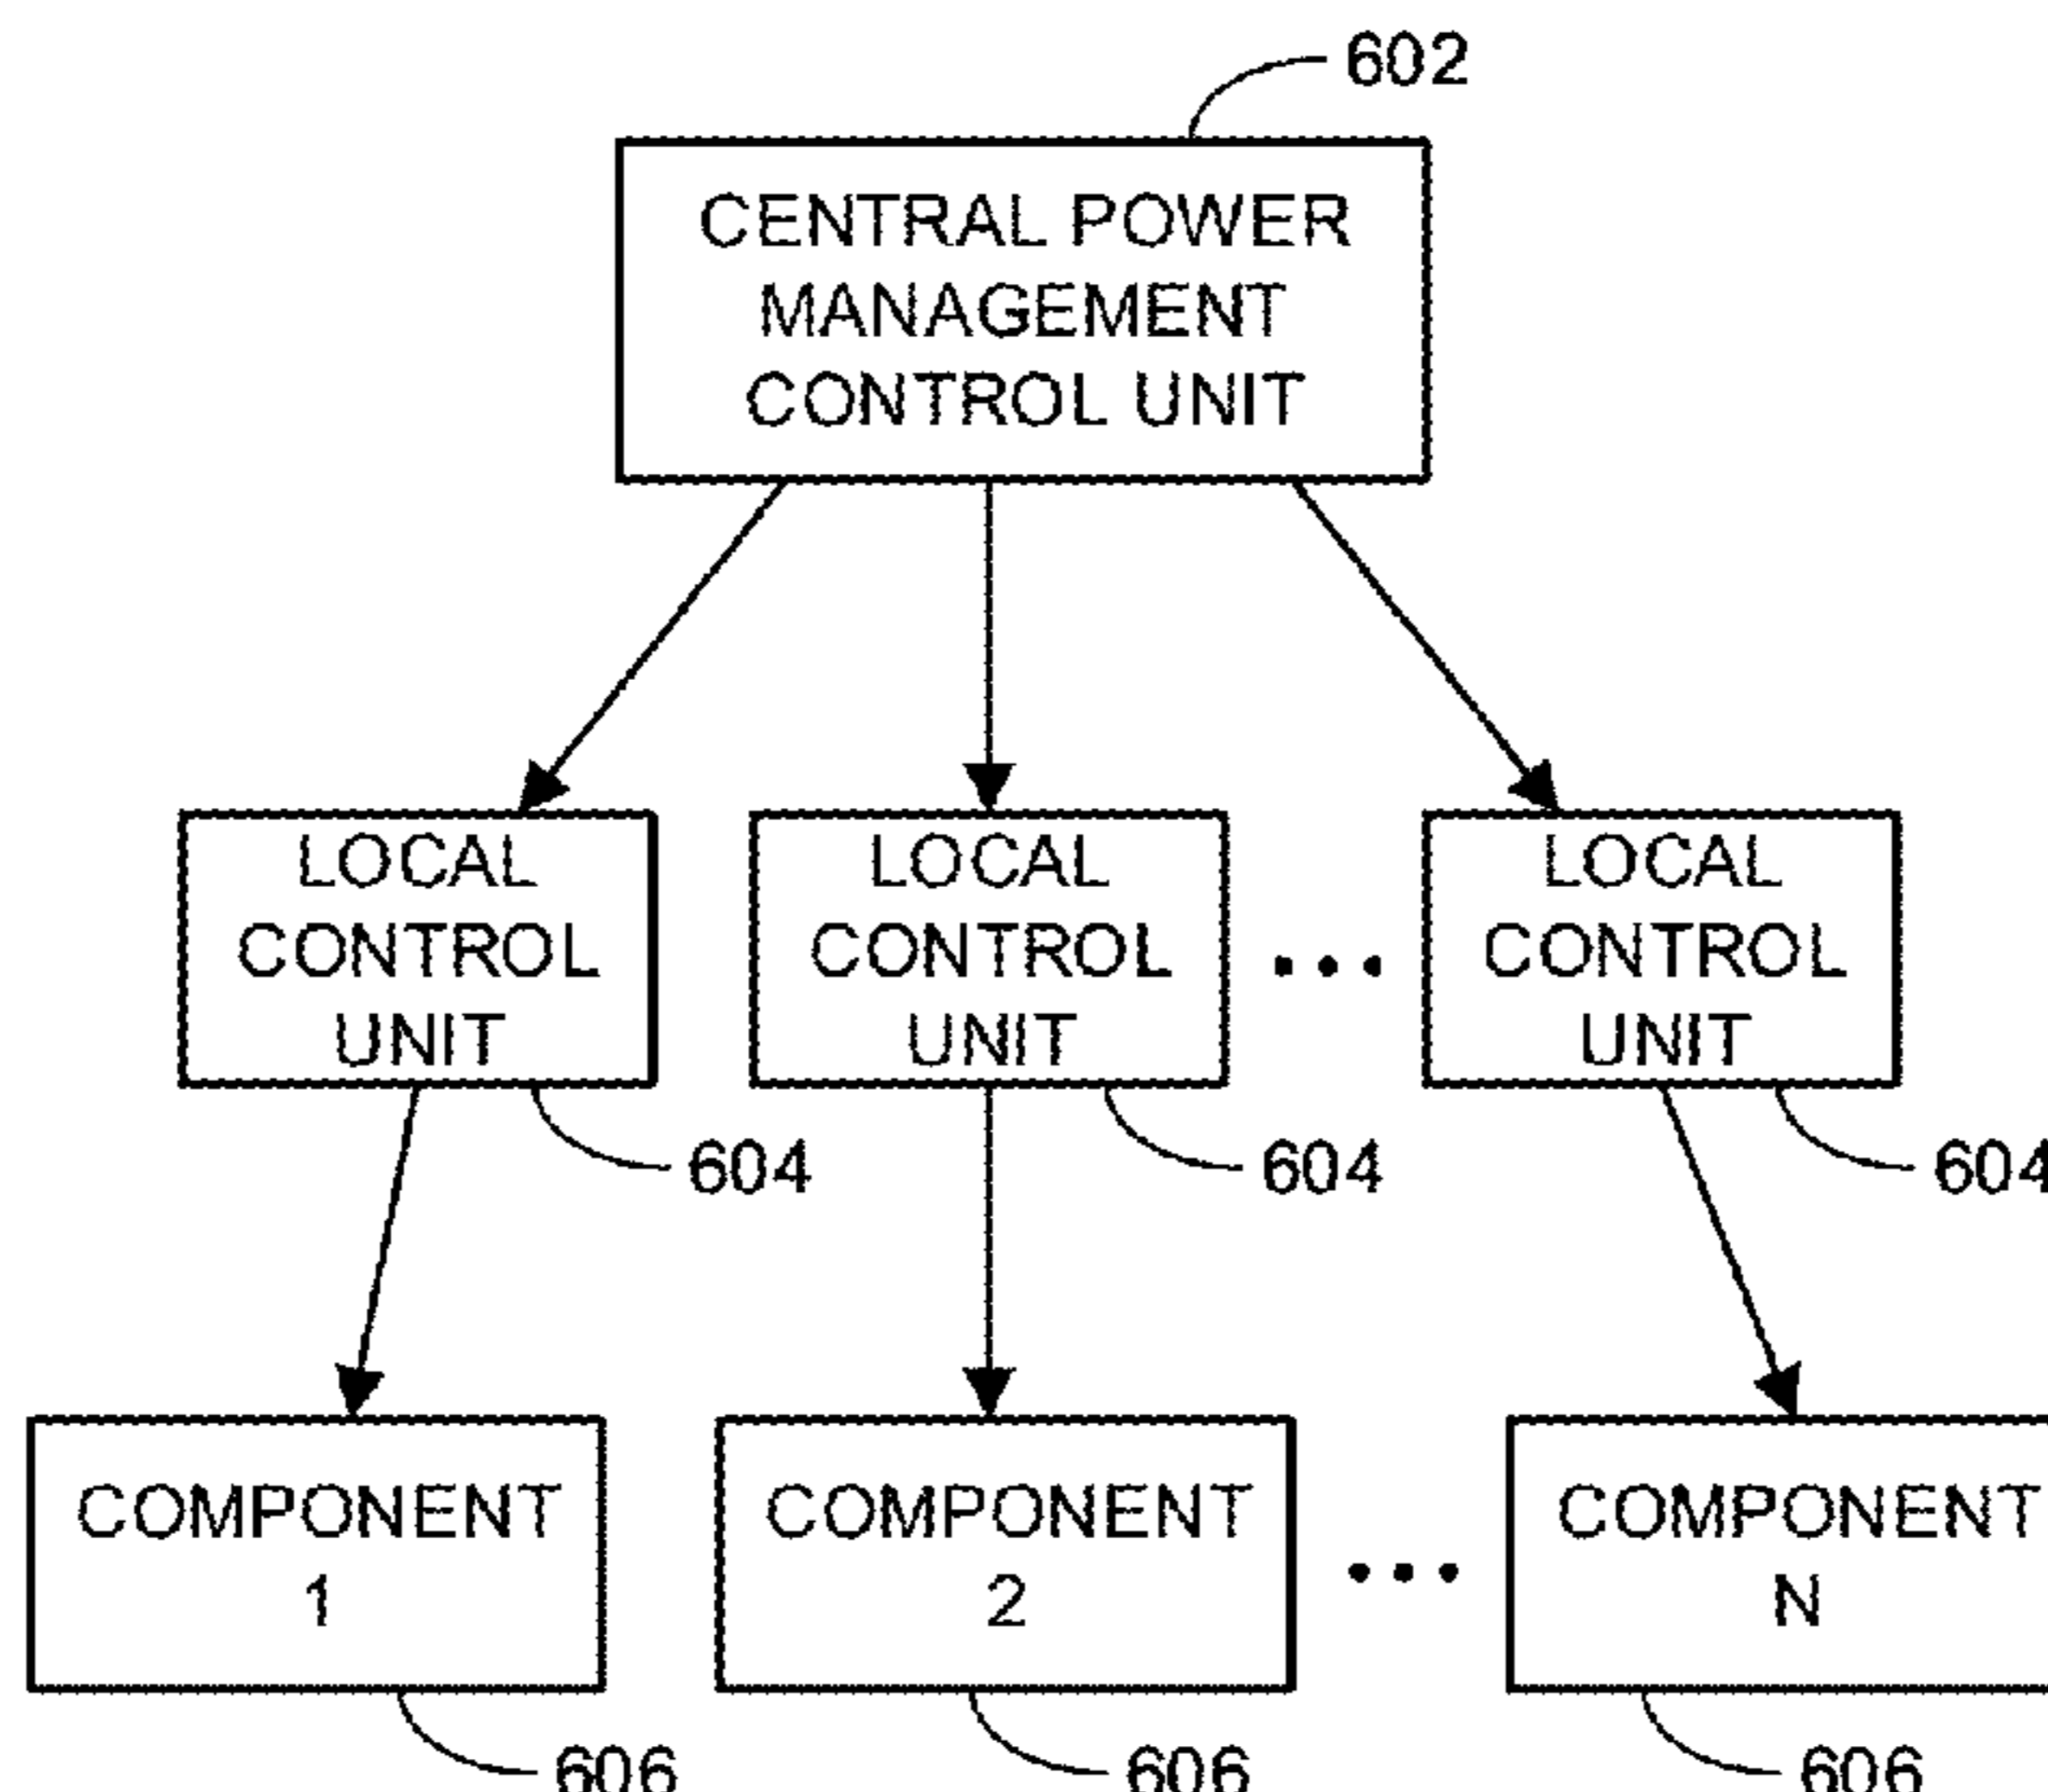 602
CENTRAL POWER
MANAGEMENT
CONTROL UNIT
LOCAL
CONTROL
UNIT
LOCAL
CONTROL
UNIT
LOCAL
CONTROL
UNIT
604
604
604
COMPONENT
1
COMPONENT
2
COMPONENT
N
606
606
606